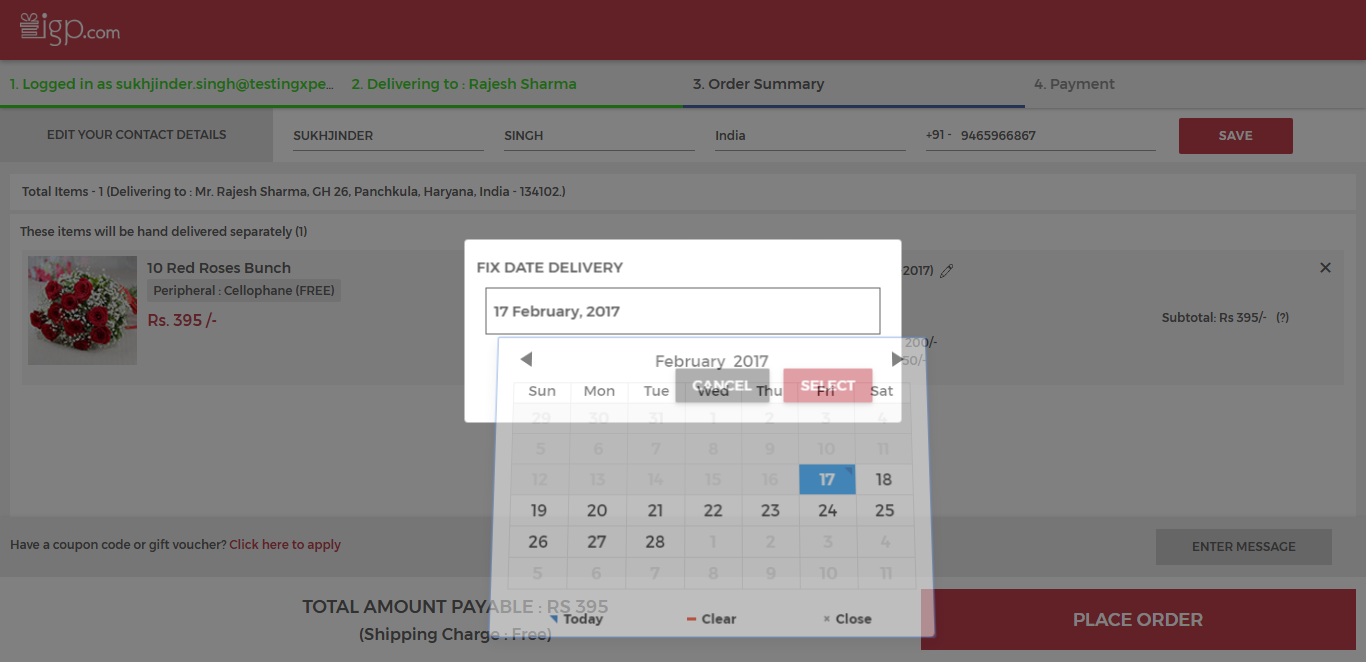 igp.com
1. Logged in as sukhjinder.singh@testingxpe... 2. Delivering to : Rajesh Sharma 3. Order Summary 4. Payment
EDIT YOUR CONTACT DETAILS SUKHJINDER SINGH India +91 - 9465966867 SAVE
Total Items - 1 (Delivering to : Mr. Rajesh Sharma, GH 26, Panchkula, Haryana, India - 134102.)
These items will be hand delivered separately (1)
10 Red Roses Bunch
Peripheral : Cellophane (FREE)
Rs. 395 /-
2017)
Subtotal: Rs 395/- (?)
200/-
50/-
FIX DATE DELIVERY
17 February, 2017
February 2017
CANCEL SELECT
Sun Mon Tue Wed Thu Fri Sat
29 30 31 1 2 3 4
5 6 7 8 9 10 11
12 13 14 15 16 17 18
19 20 21 22 23 24 25
26 27 28 1 2 3 4
5 6 7 8 9 10 11
Today Clear × Close
Have a coupon code or gift voucher? Click here to apply
ENTER MESSAGE
TOTAL AMOUNT PAYABLE : RS 395
(Shipping Charge : Free)
PLACE ORDER